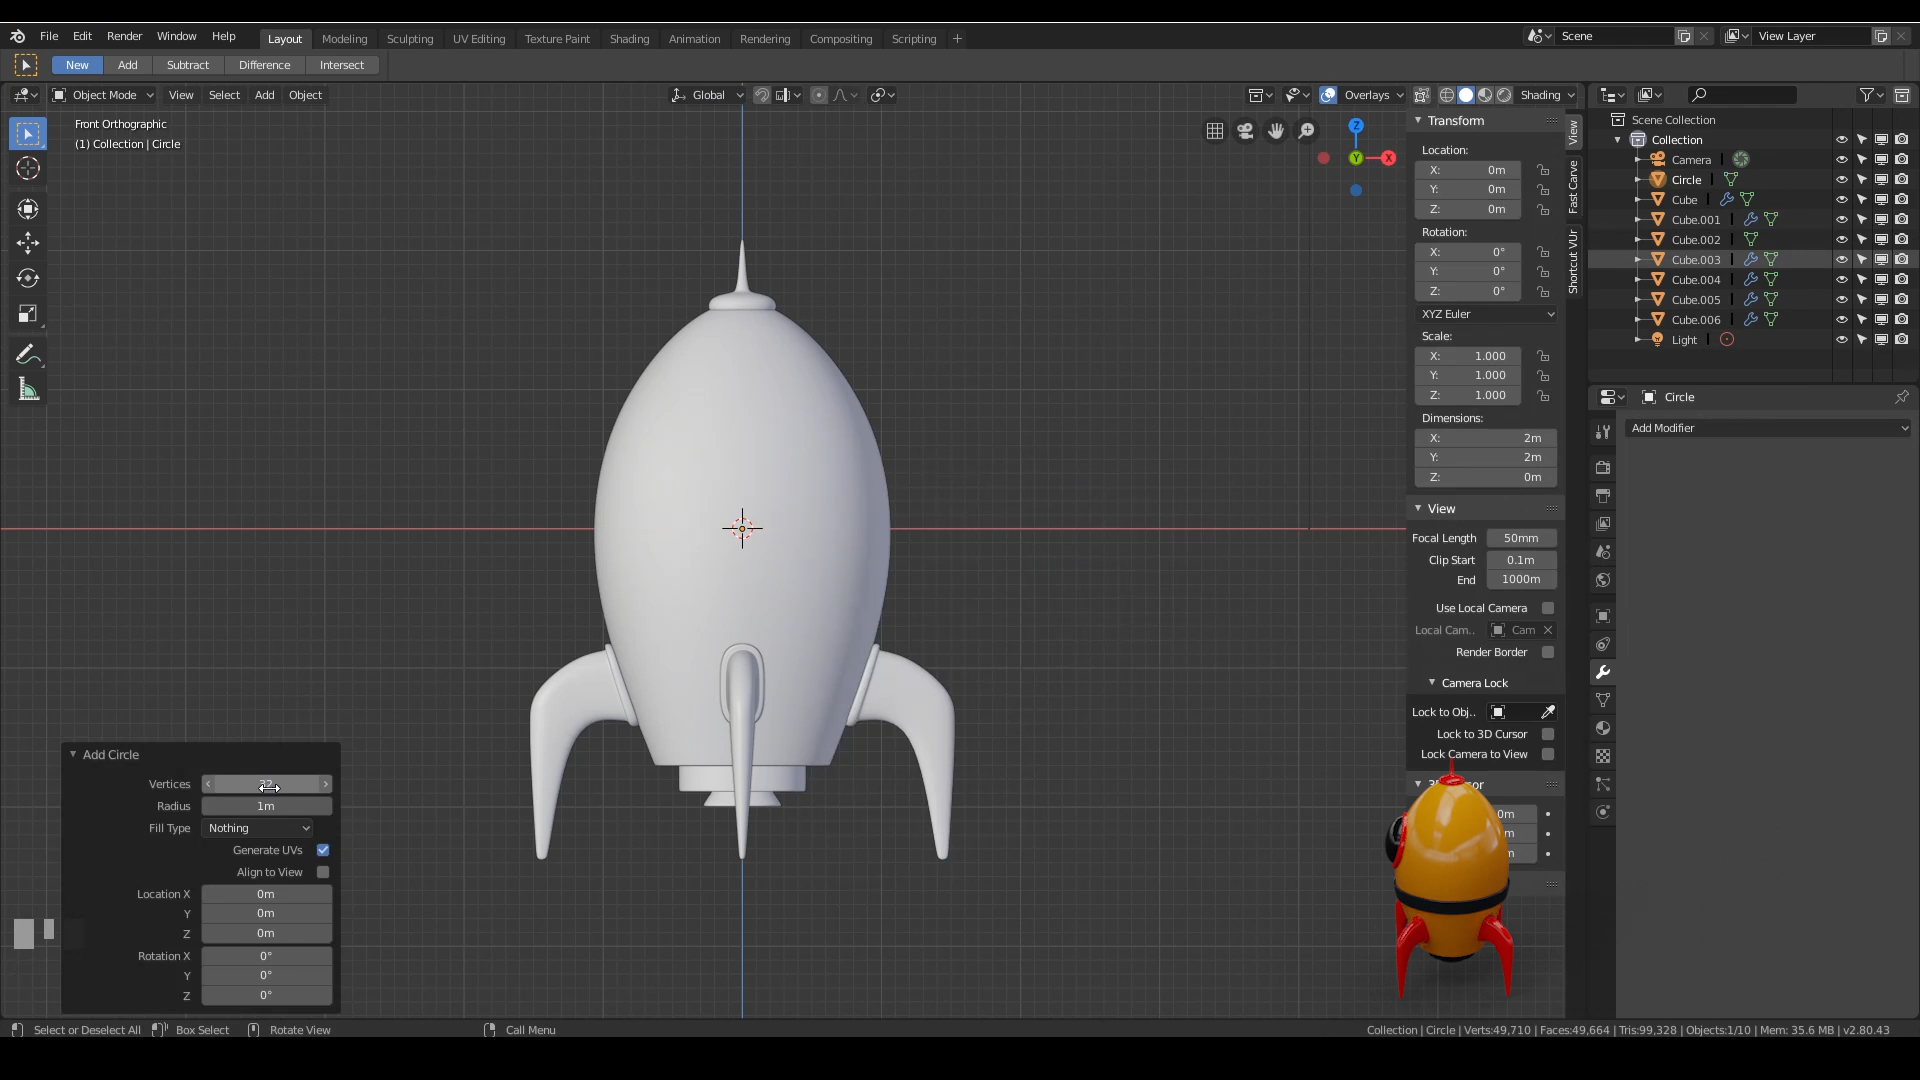 File Edit Render Window Help Layout Modeling Sculpting UV Editing Texture Paint Shading Animation Rendering Compositing Scripting + Scene View Layer
New Add Subtract Difference Intersect
Object Mode View Select Add Object Global Overlays Shading
Front Orthographic
(1) Collection | Circle
Z
Y
X
Transform
Location:
X: 0m
Y: 0m
Z: 0m
Rotation:
X: 0°
Y: 0°
Z: 0°
XYZ Euler
Scale:
X: 1.000
Y: 1.000
Z: 1.000
Dimensions:
X: 2m
Y: 2m
Z: 0m
View
Focal Length 50mm
Clip Start 0.1m
End 1000m
Use Local Camera
Local Cam.. Cam
Render Border
Camera Lock
Lock to Obj..
Lock to 3D Cursor
Lock Camera to View
View
Fast Carve
Shortcut VUr
Scene Collection
Collection
Camera
Circle
Cube
Cube.001
Cube.002
Cube.003
Cube.004
Cube.005
Cube.006
Light
Circle
Add Modifier
Add Circle
Vertices 32
Radius 1m
Fill Type Nothing
Generate UVs
Align to View
Location X 0m
Y 0m
Z 0m
Rotation X 0°
Y 0°
Z 0°
Select or Deselect All Box Select Rotate View Call Menu Collection | Circle | Verts:49,710 | Faces:49,664 | Tris:99,328 | Objects:1/10 | Mem: 35.6 MB | v2.80.43